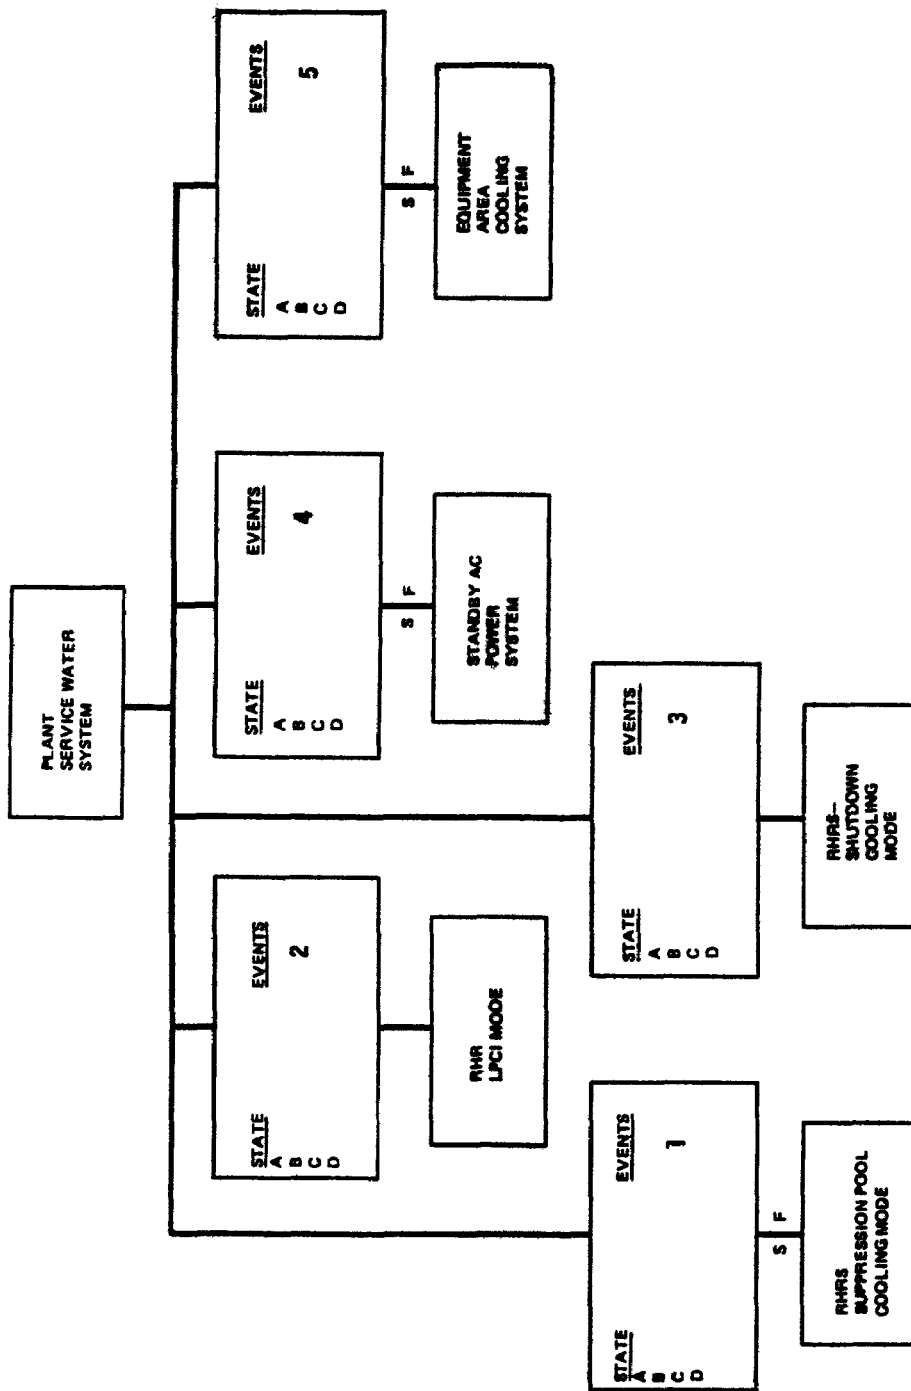 PLANT
SERVICE WATER
SYSTEM
STATE
A
B
C
D
EVENTS
1
S F
RHRS
SUPPRESSION POOL
COOLING MODE
STATE
A
B
C
D
EVENTS
2
RHR
LPCI MODE
STATE
A
B
C
D
EVENTS
3
RHRS—
SHUTDOWN
COOLING
MODE
STATE
A
B
C
D
EVENTS
4
S F
STANDBY AC
POWER
SYSTEM
STATE
A
B
C
D
EVENTS
5
S F
EQUIPMENT
AREA
COOLING
SYSTEM